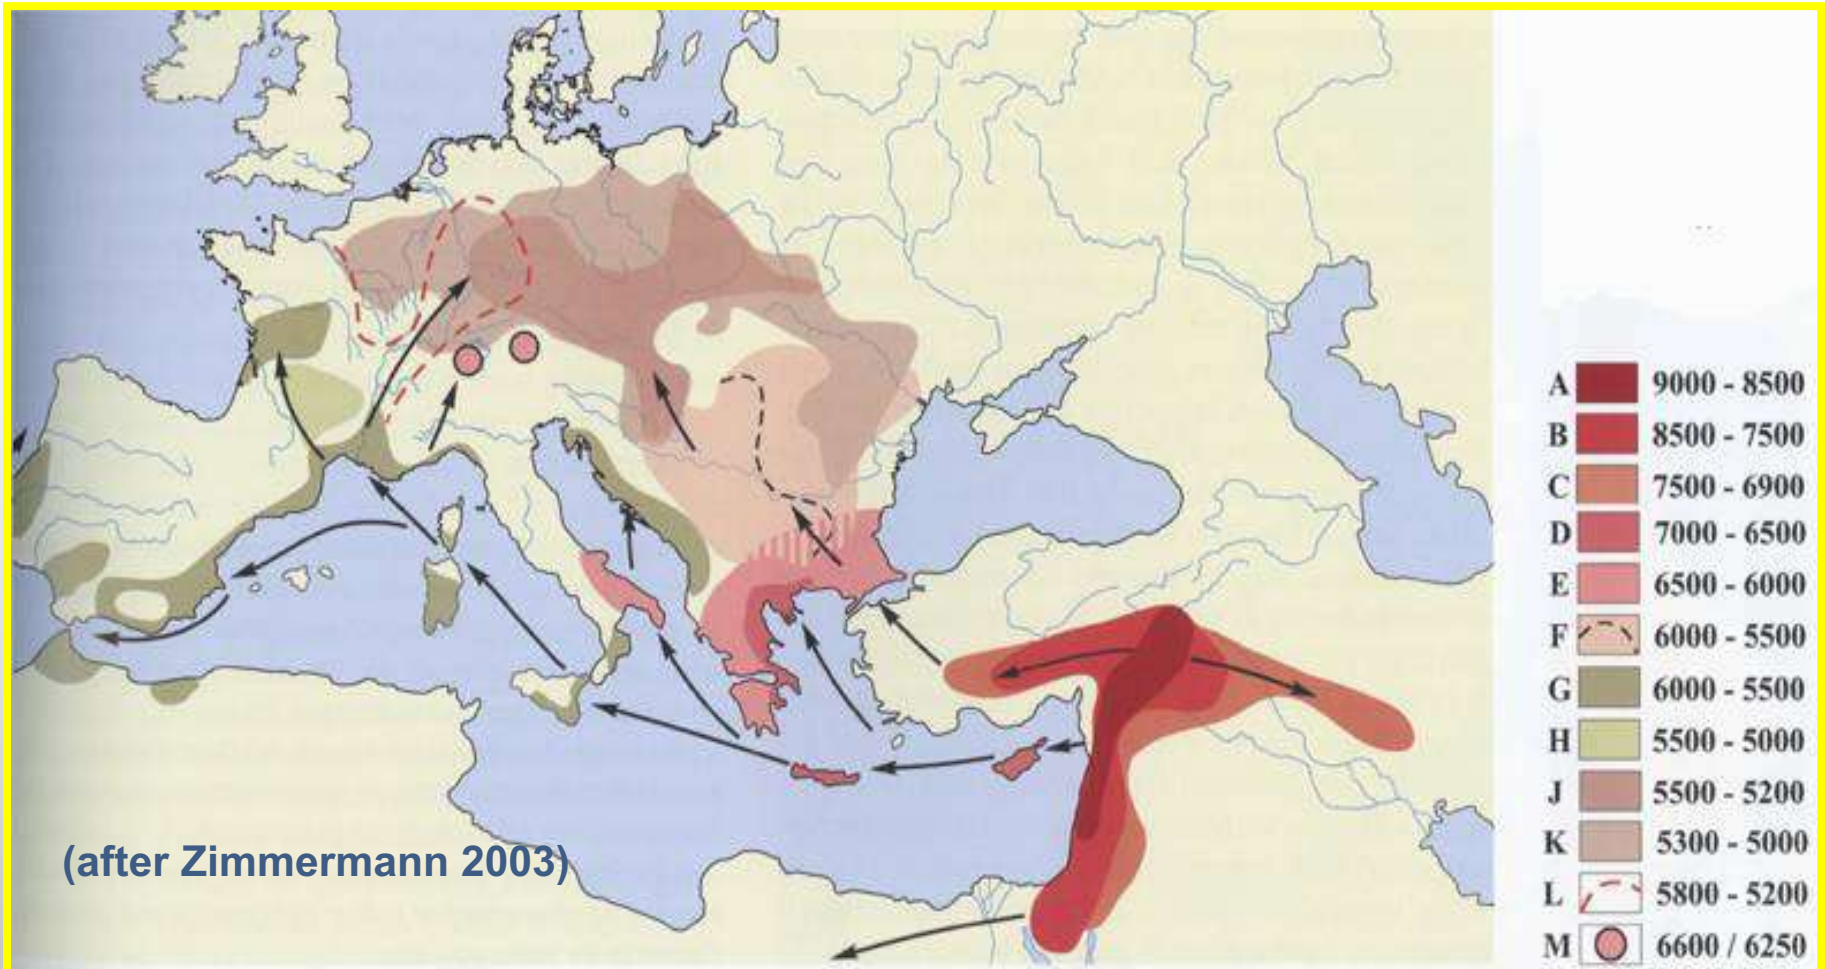 A 9000 - 8500
B 8500 - 7500
C 7500 - 6900
D 7000 - 6500
E 6500 - 6000
F 6000 - 5500
G 6000 - 5500
H 5500 - 5000
J 5500 - 5200
K 5300 - 5000
L 5800 - 5200
M 6600 / 6250
(after Zimmermann 2003)